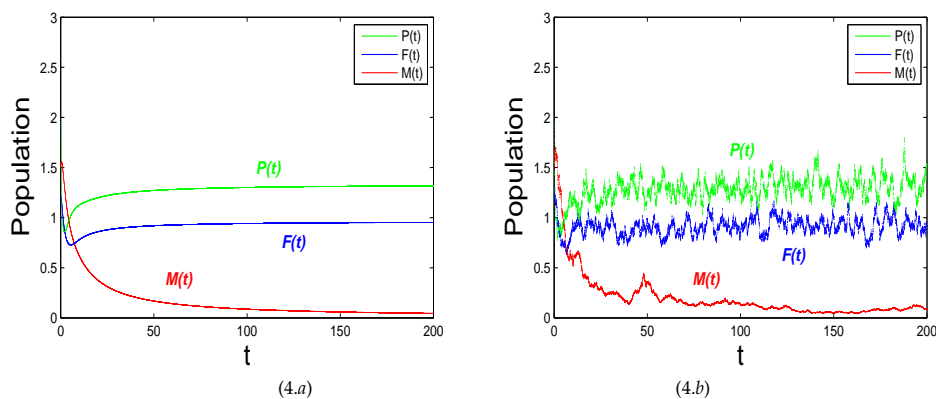 3
2.5
2
1.5
1
0.5
0
0
50
100
150
200
Population
t
P(t)
F(t)
M(t)
P(t)
F(t)
M(t)
(4.a)
3
2.5
2
1.5
1
0.5
0
0
50
100
150
200
Population
t
P(t)
F(t)
M(t)
P(t)
F(t)
M(t)
(4.b)